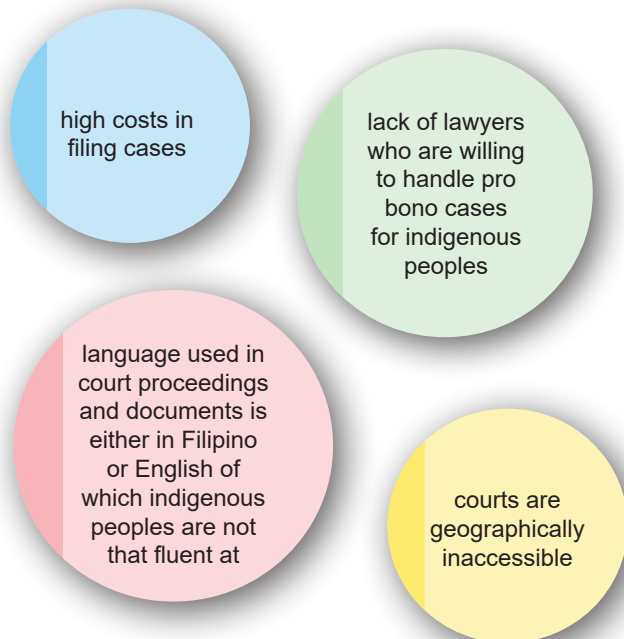 high costs in
filing cases
lack of lawyers
who are willing
to handle pro
bono cases
for indigenous
peoples
language used in
court proceedings
and documents is
either in Filipino
or English of
which indigenous
peoples are not
that fluent at
courts are
geographically
inaccessible